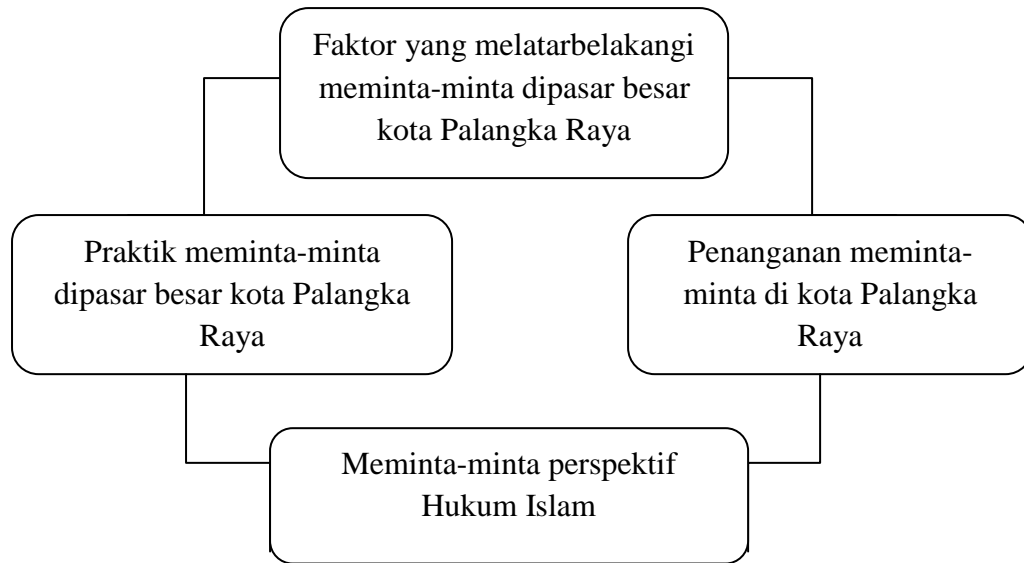 Faktor yang melatarbelakangi
meminta-minta dipasar besar
kota Palangka Raya
Praktik meminta-minta
dipasar besar kota Palangka
Raya
Penanganan meminta-
minta di kota Palangka
Raya
Meminta-minta perspektif
Hukum Islam